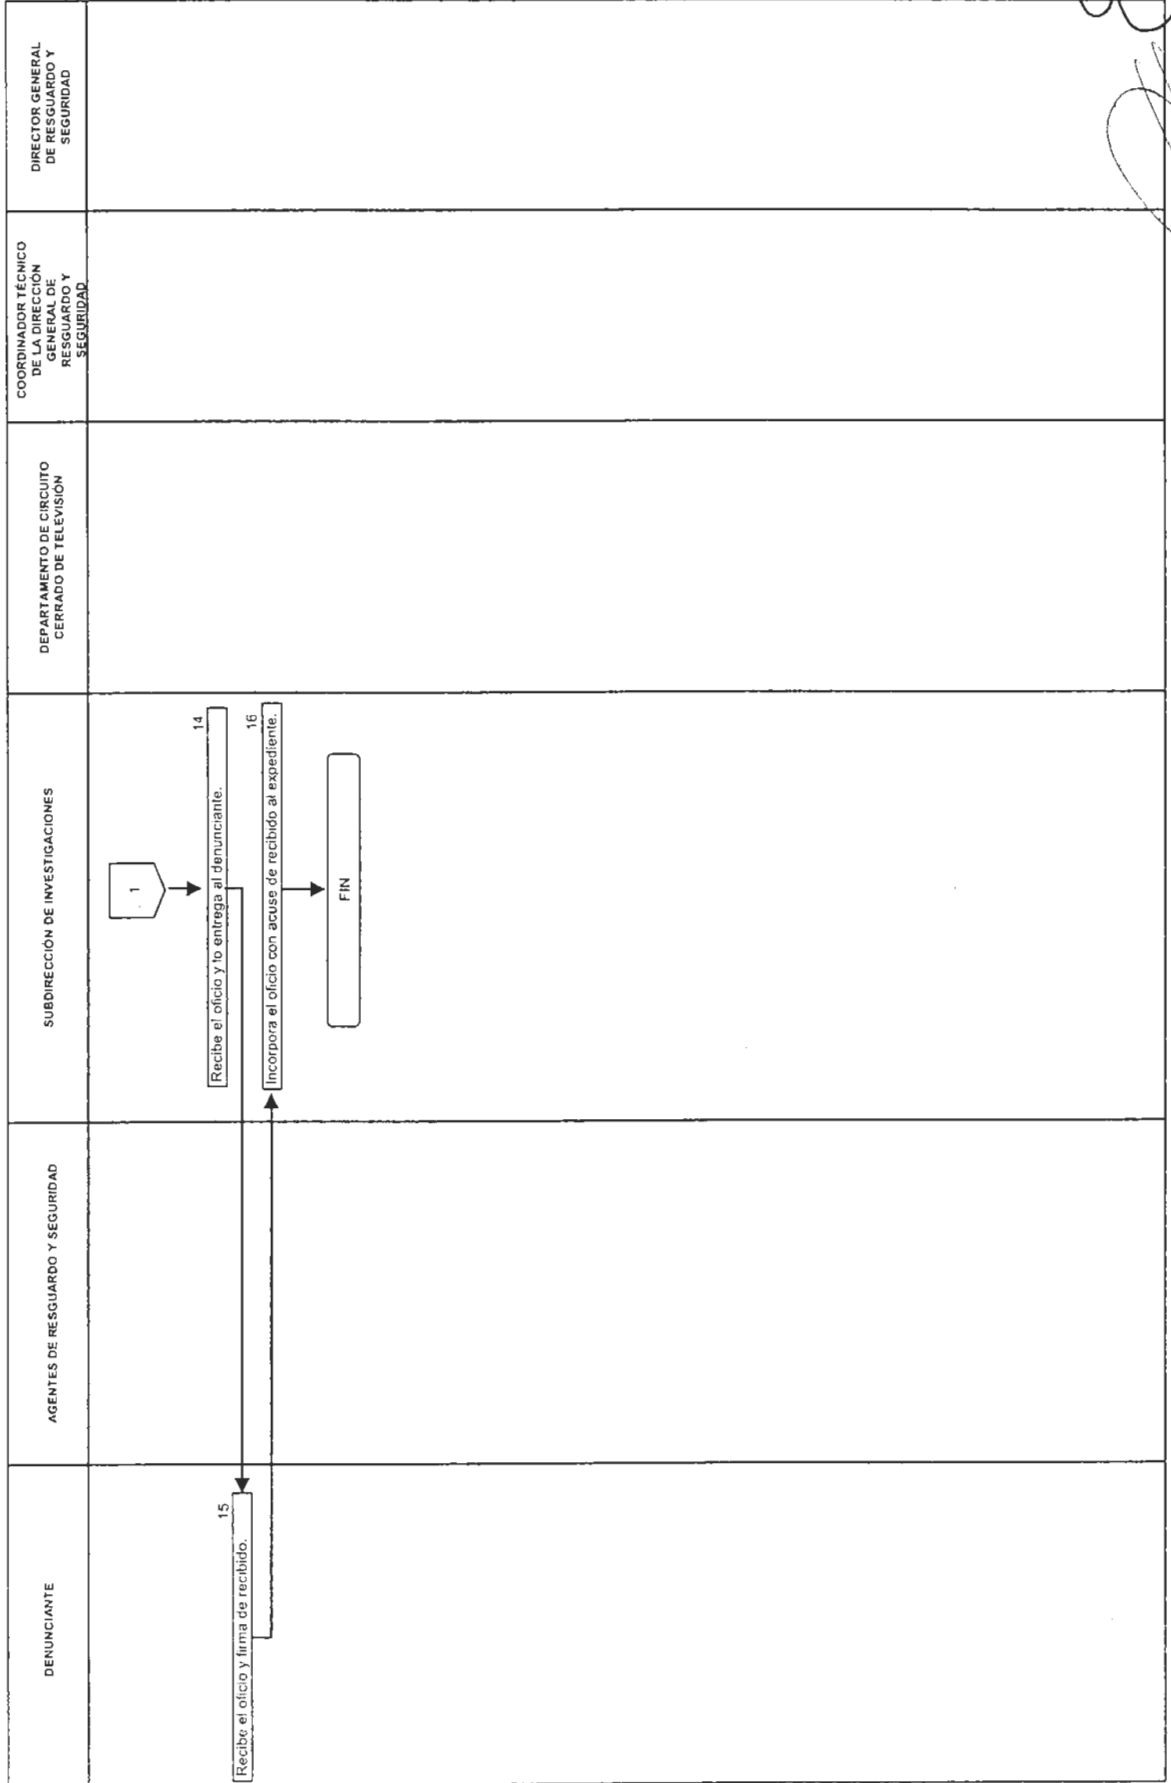 DENUNCIANTE
AGENTES DE RESGUARDO Y SEGURIDAD
SUBDIRECCIÓN DE INVESTIGACIONES
DEPARTAMENTO DE CIRCUITO
CERRADO DE TELEVISIÓN
COORDINADOR TÉCNICO
DE LA DIRECCIÓN
GENERAL DE
RESGUARDO Y
SEGURIDAD
DIRECTOR GENERAL
DE RESGUARDO Y
SEGURIDAD
1
14
Recibe el oficio y lo entrega al denunciante.
15
Recibe el oficio y firma de recibido.
16
Incorpora el oficio con acuse de recibido al expediente.
FIN